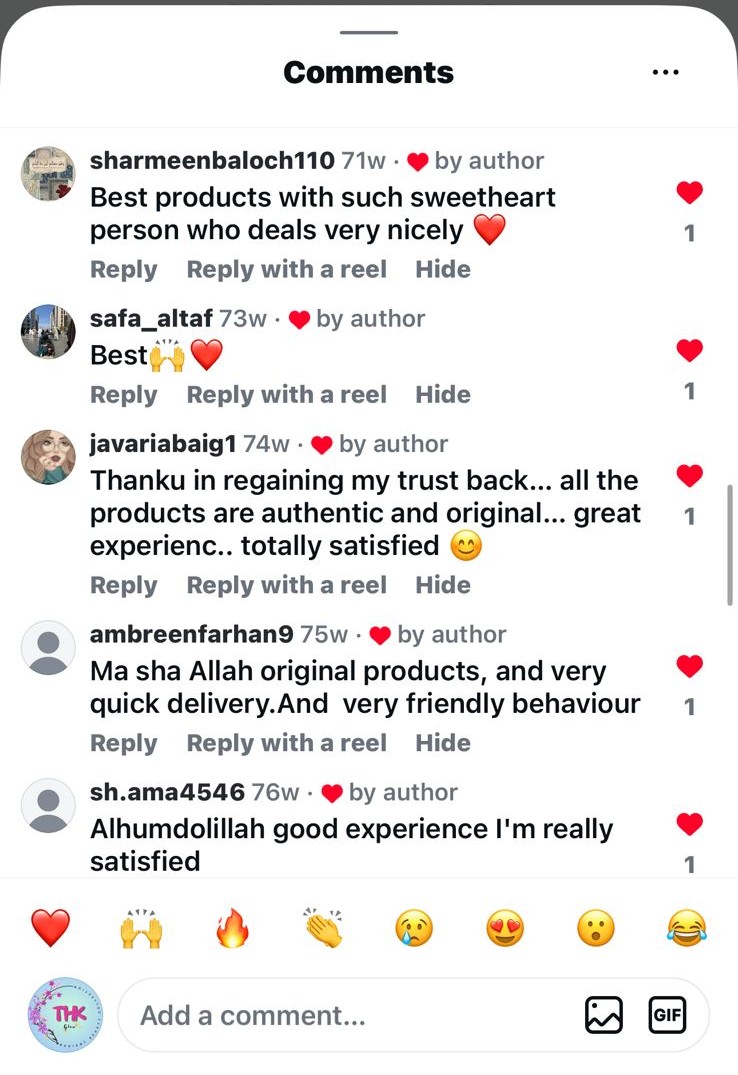 Comments
sharmeenbaloch110 71w · ❤️ by author
Best products with such sweetheart
person who deals very nicely ❤️
1
Reply Reply with a reel Hide
safa_altaf 73w · ❤️ by author
Best🙌❤️
1
Reply Reply with a reel Hide
javariabaig1 74w · ❤️ by author
Thanku in regaining my trust back... all the
products are authentic and original... great
1
experienc.. totally satisfied 😊
Reply Reply with a reel Hide
ambreenfarhan9 75w · ❤️ by author
Ma sha Allah original products, and very
quick delivery.And very friendly behaviour
1
Reply Reply with a reel Hide
sh.ama4546 76w · ❤️ by author
Alhumdolillah good experience I'm really
satisfied
1
THK
Add a comment...
GIF